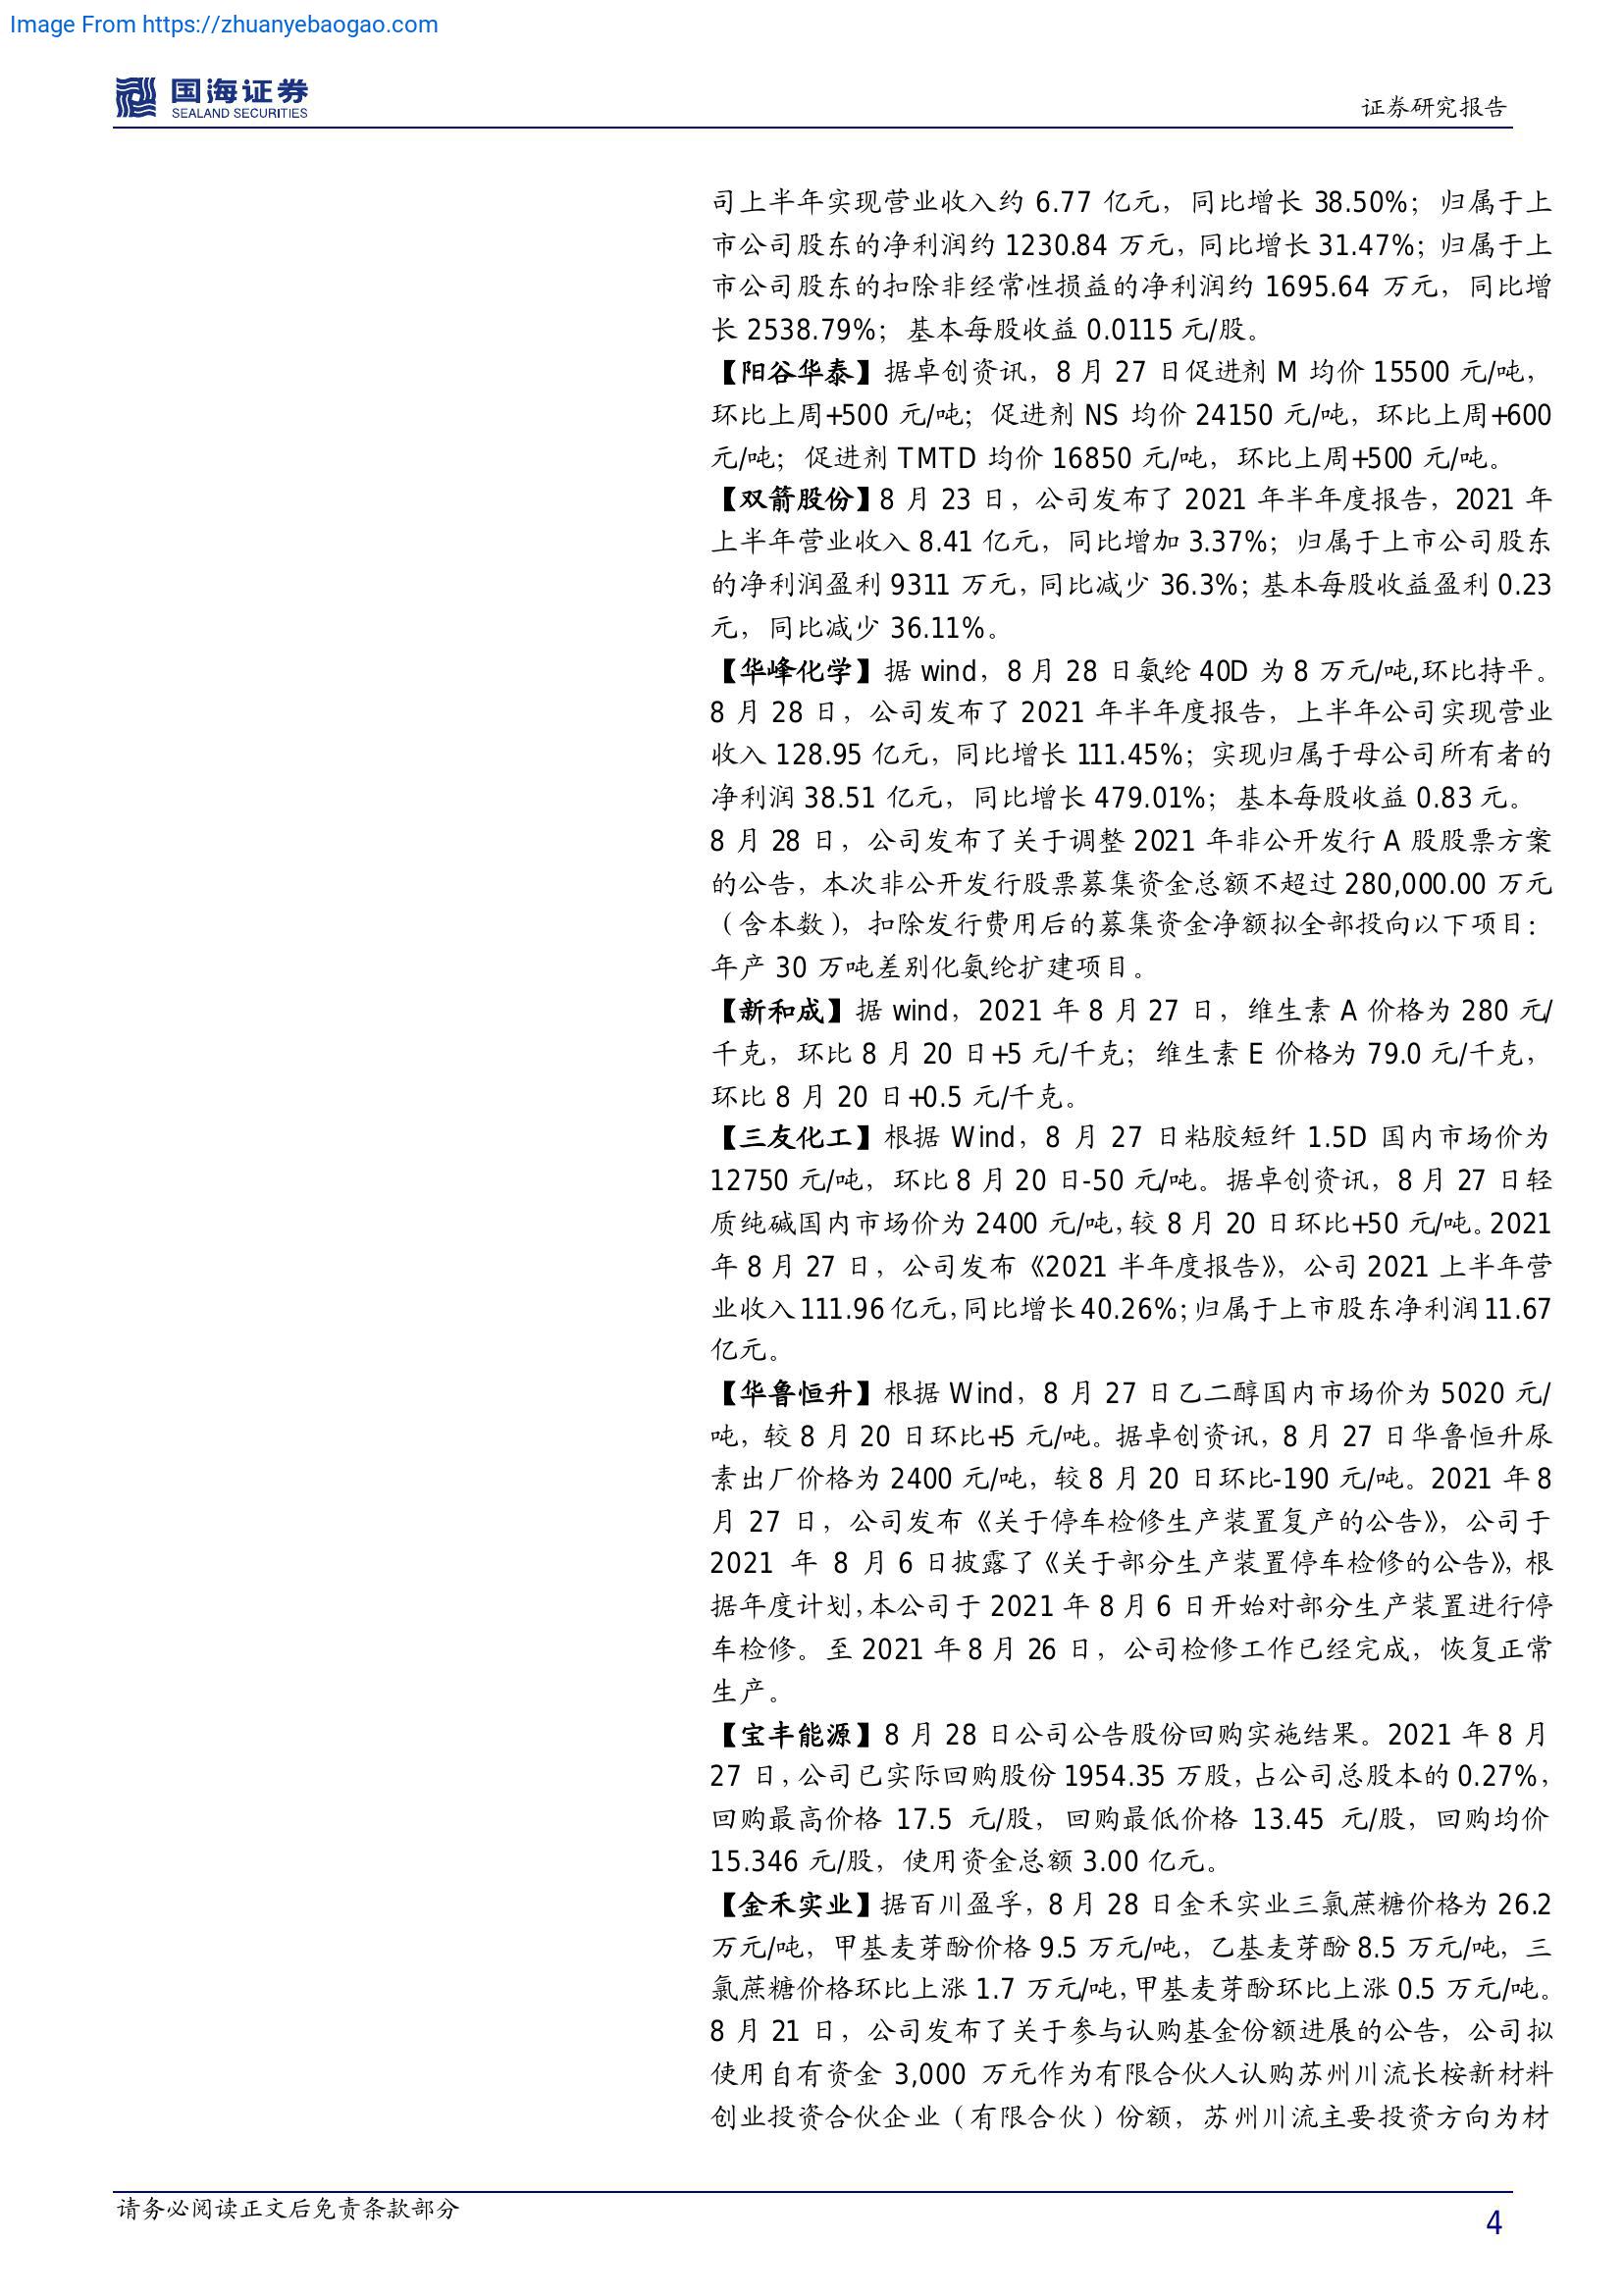 Image From https://zhuanyebaogao.com
国海证券
SEALAND SECURITIES
证券研究报告
司上半年实现营业收入约 6.77 亿元，同比增长 38.50%；归属于上
市公司股东的净利润约 1230.84 万元，同比增长 31.47%；归属于上
市公司股东的扣除非经常性损益的净利润约 1695.64 万元，同比增
长 2538.79%；基本每股收益 0.0115 元/股。
【阳谷华泰】据卓创资讯，8 月 27 日促进剂 M 均价 15500 元/吨，
环比上周+500 元/吨；促进剂 NS 均价 24150 元/吨，环比上周+600
元/吨；促进剂 TMTD 均价 16850 元/吨，环比上周+500 元/吨。
【双箭股份】8 月 23 日，公司发布了 2021 年半年度报告，2021 年
上半年营业收入 8.41 亿元，同比增加 3.37%；归属于上市公司股东
的净利润盈利 9311 万元，同比减少 36.3%；基本每股收益盈利 0.23
元，同比减少 36.11%。
【华峰化学】据 wind，8 月 28 日氨纶 40D 为 8 万元/吨,环比持平。
8 月 28 日，公司发布了 2021 年半年度报告，上半年公司实现营业
收入 128.95 亿元，同比增长 111.45%；实现归属于母公司所有者的
净利润 38.51 亿元，同比增长 479.01%；基本每股收益 0.83 元。
8 月 28 日，公司发布了关于调整 2021 年非公开发行 A 股股票方案
的公告，本次非公开发行股票募集资金总额不超过 280,000.00 万元
（含本数），扣除发行费用后的募集资金净额拟全部投向以下项目：
年产 30 万吨差别化氨纶扩建项目。
【新和成】据 wind，2021 年 8 月 27 日，维生素 A 价格为 280 元/
千克，环比 8 月 20 日+5 元/千克；维生素 E 价格为 79.0 元/千克，
环比 8 月 20 日+0.5 元/千克。
【三友化工】根据 Wind，8 月 27 日粘胶短纤 1.5D 国内市场价为
12750 元/吨，环比 8 月 20 日-50 元/吨。据卓创资讯，8 月 27 日轻
质纯碱国内市场价为 2400 元/吨，较 8 月 20 日环比+50 元/吨。2021
年 8 月 27 日，公司发布《2021 半年度报告》，公司 2021 上半年营
业收入 111.96 亿元，同比增长 40.26%；归属于上市股东净利润 11.67
亿元。
【华鲁恒升】根据 Wind，8 月 27 日乙二醇国内市场价为 5020 元/
吨，较 8 月 20 日环比+5 元/吨。据卓创资讯，8 月 27 日华鲁恒升尿
素出厂价格为 2400 元/吨，较 8 月 20 日环比-190 元/吨。2021 年 8
月 27 日，公司发布《关于停车检修生产装置复产的公告》，公司于
2021 年 8 月 6 日披露了《关于部分生产装置停车检修的公告》，根
据年度计划，本公司于 2021 年 8 月 6 日开始对部分生产装置进行停
车检修。至 2021 年 8 月 26 日，公司检修工作已经完成，恢复正常
生产。
【宝丰能源】8 月 28 日公司公告股份回购实施结果。2021 年 8 月
27 日，公司已实际回购股份 1954.35 万股，占公司总股本的 0.27%，
回购最高价格 17.5 元/股，回购最低价格 13.45 元/股，回购均价
15.346 元/股，使用资金总额 3.00 亿元。
【金禾实业】据百川盈孚，8 月 28 日金禾实业三氯蔗糖价格为 26.2
万元/吨，甲基麦芽酚价格 9.5 万元/吨，乙基麦芽酚 8.5 万元/吨，三
氯蔗糖价格环比上涨 1.7 万元/吨，甲基麦芽酚环比上涨 0.5 万元/吨。
8 月 21 日，公司发布了关于参与认购基金份额进展的公告，公司拟
使用自有资金 3,000 万元作为有限合伙人认购苏州川流长桉新材料
创业投资合伙企业（有限合伙）份额，苏州川流主要投资方向为材
请务必阅读正文后免责条款部分
4